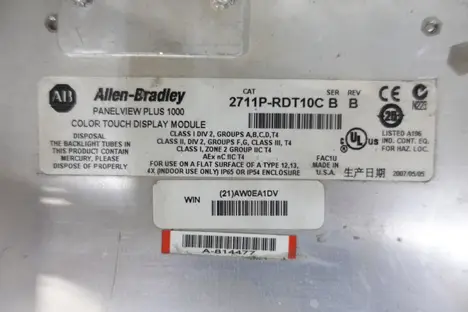 AB Allen-Bradley
CAT SER REV
2711P-RDT10C B B
PANELVIEW PLUS 1000
COLOR TOUCH DISPLAY MODULE
DISPOSAL
THE BACKLIGHT TUBES IN
THIS PRODUCT CONTAIN
MERCURY, PLEASE
DISPOSE OF PROPERLY.
CLASS I DIV 2, GROUPS A,B,C,D,T4
CLASS II, DIV 2, GROUPS F,G, CLASS III, T4
CLASS I, ZONE 2 GROUP IIC T4
AEx nC IIC T4
FOR USE ON A FLAT SURFACE OF A TYPE 12,13,
4X (INDOOR USE ONLY) IP65 OR IP54 ENCLOSURE
CE
N223
C UL US
LISTED A196
IND. CONT. EQ.
FOR HAZ. LOC.
FAC1U
MADE IN
U.S.A.
生产日期 2007/05/05
WIN (21)AW0EA1DV
A-814477